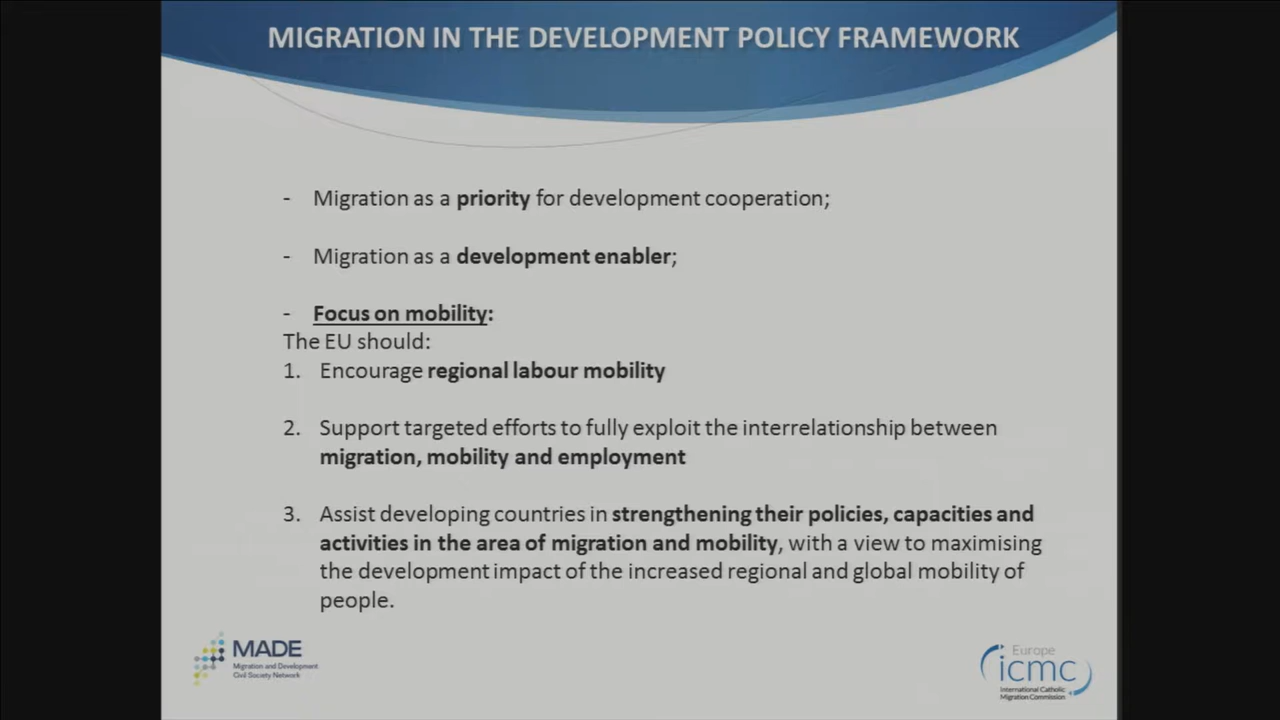 MIGRATION IN THE DEVELOPMENT POLICY FRAMEWORK
- Migration as a priority for development cooperation;
- Migration as a development enabler;
- Focus on mobility:
The EU should:
1. Encourage regional labour mobility
2. Support targeted efforts to fully exploit the interrelationship between
migration, mobility and employment
3. Assist developing countries in strengthening their policies, capacities and
activities in the area of migration and mobility, with a view to maximising
the development impact of the increased regional and global mobility of
people.
MADE
Migration and Development
Civil Society Network
Europe
icmc
International Catholic
Migration Commission